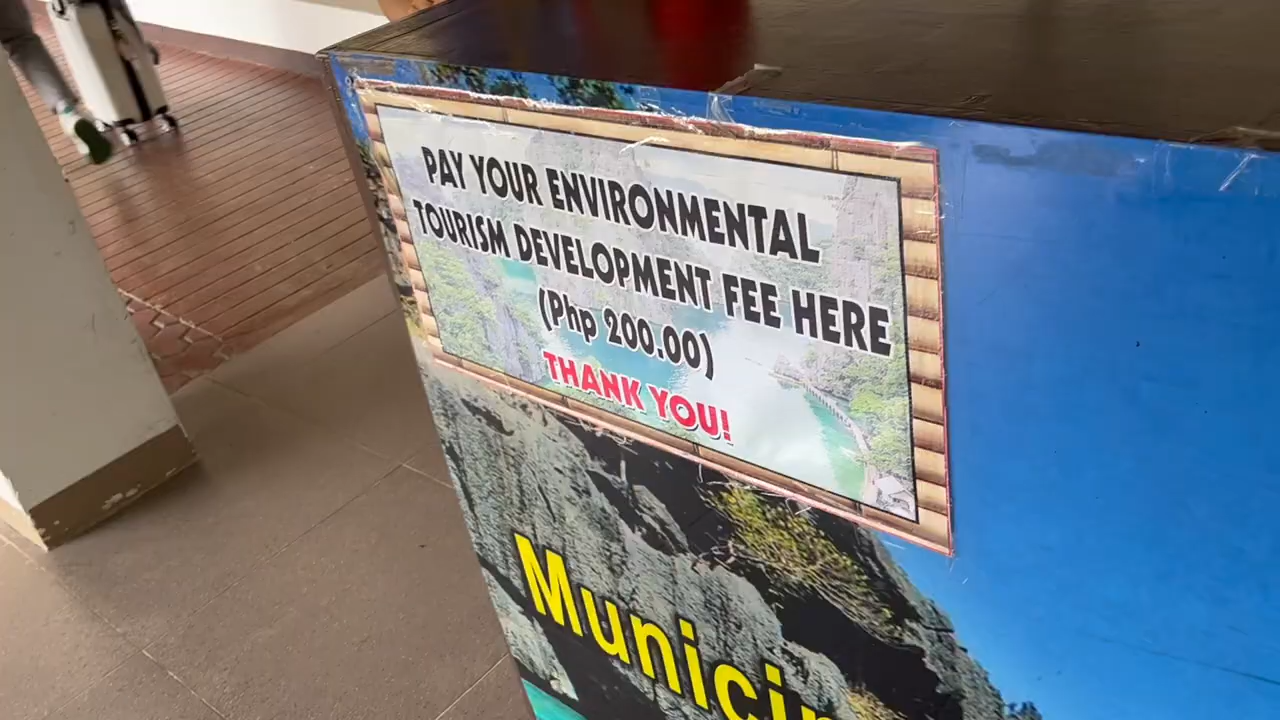 PAY YOUR ENVIRONMENTAL
TOURISM DEVELOPMENT FEE HERE
(Php 200.00)
THANK YOU!